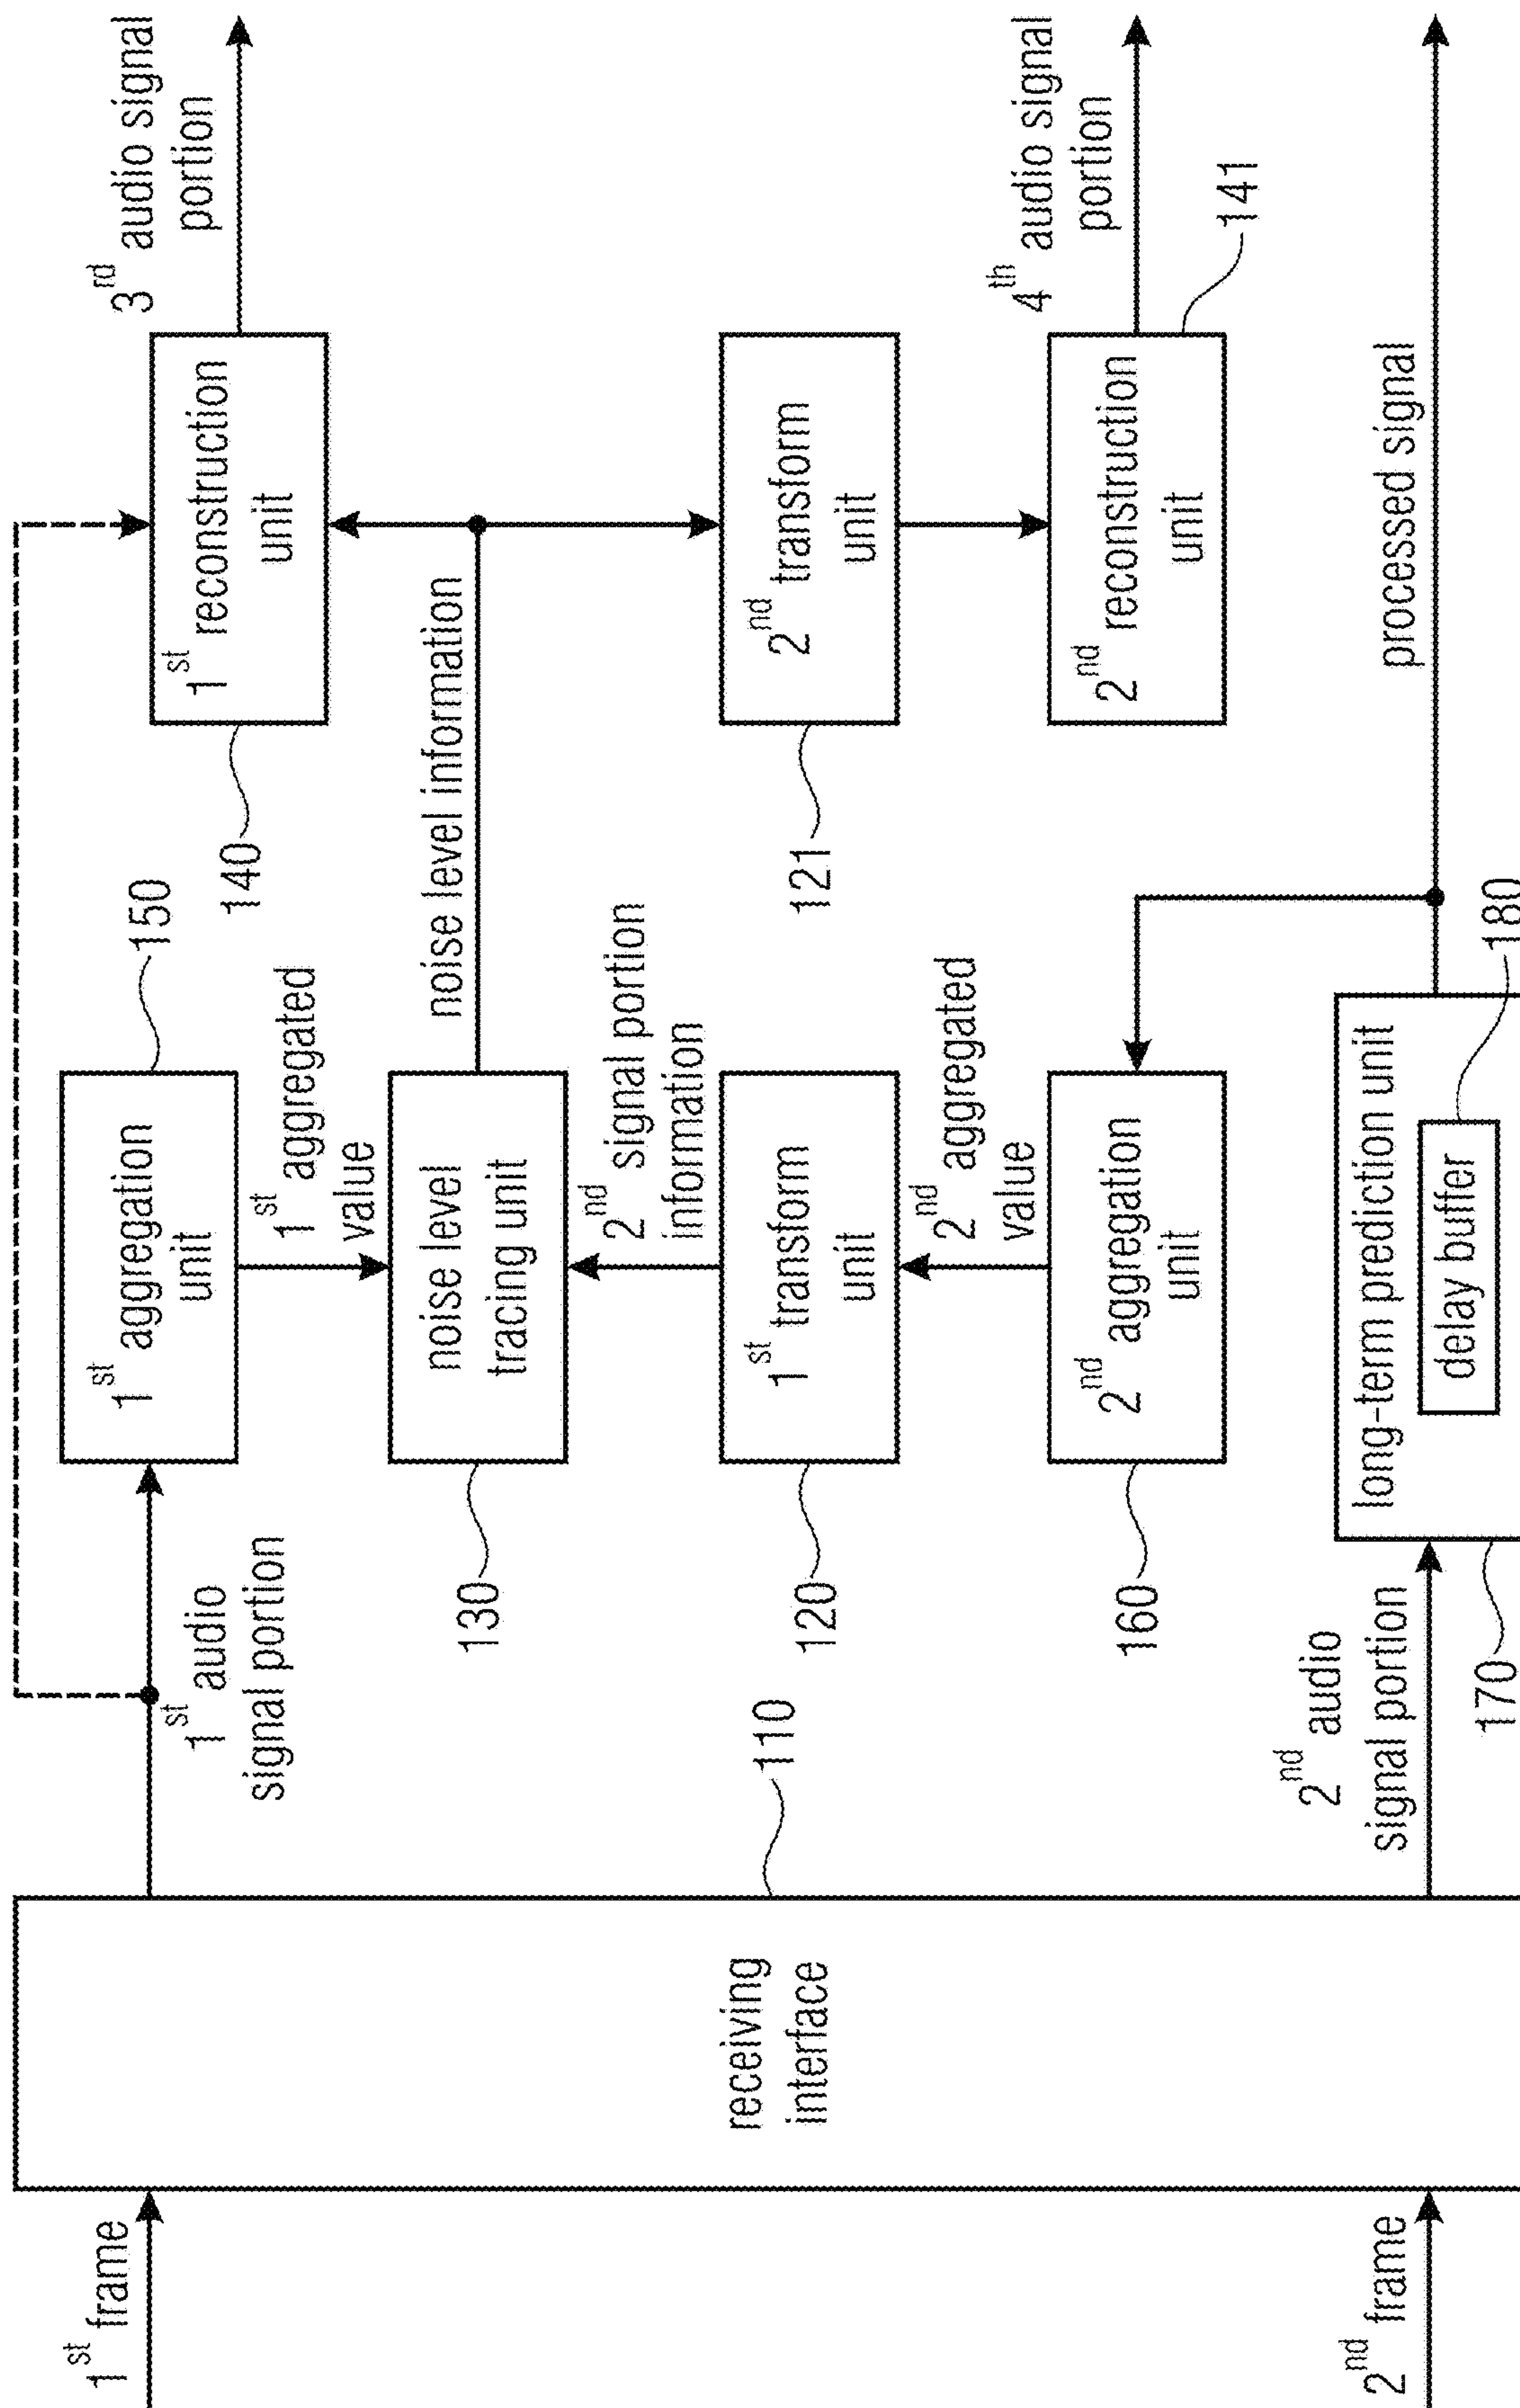 1st frame
2nd frame
receiving
interface
110
1st audio
signal portion
2nd audio
signal portion
1st aggregation
unit
150
1st aggregated
value
noise level
tracing unit
130
noise level information
2nd signal portion
information
1st transform
unit
120
2nd aggregated
value
2nd aggregation
unit
160
long-term prediction unit
delay buffer
170
180
1st reconstruction
unit
140
3rd audio signal
portion
2nd transform
unit
121
2nd reconstruction
unit
141
4th audio signal
portion
processed signal